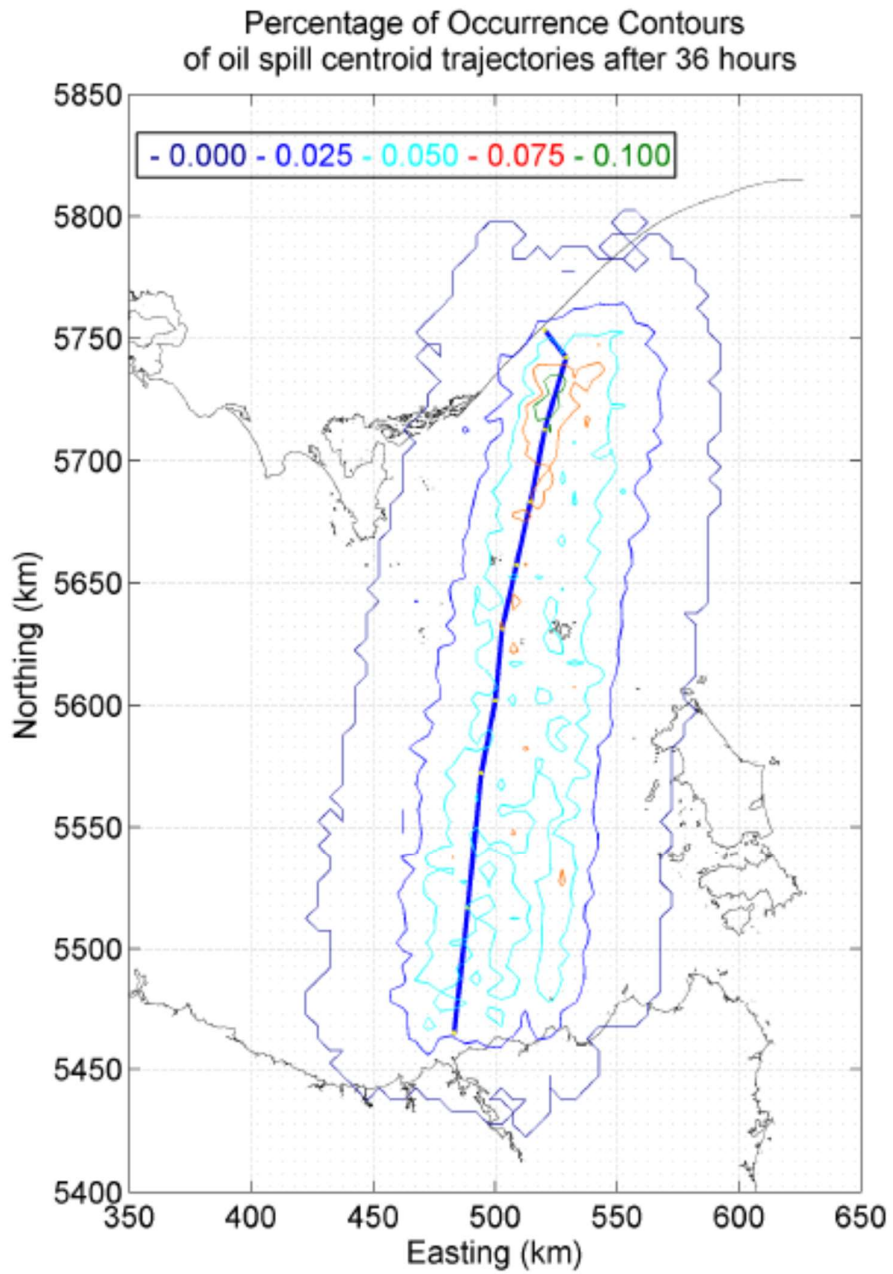 Percentage of Occurrence Contours
of oil spill centroid trajectories after 36 hours
5850
- 0.000 - 0.025 - 0.050 - 0.075 - 0.100
5800
5750
5700
5650
Northing (km)
5600
5550
5500
5450
5400
350 400 450 500 550 600 650
Easting (km)